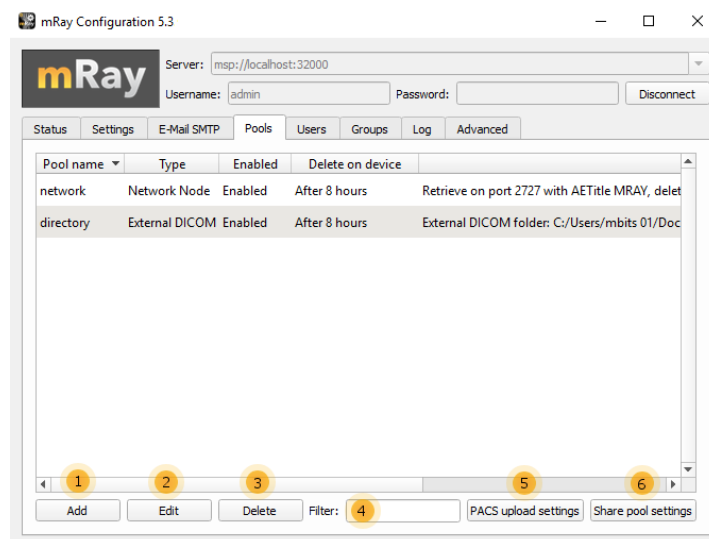 mRay Configuration 5.3
mRay
Server: msp://localhost:32000
Username: admin Password: Disconnect
Status Settings E-Mail SMTP Pools Users Groups Log Advanced
Pool name Type Enabled Delete on device
network Network Node Enabled After 8 hours Retrieve on port 2727 with AETitle MRAY, delet
directory External DICOM Enabled After 8 hours External DICOM folder: C:/Users/mbits 01/Doc
1 2 3 5 6
Add Edit Delete Filter: 4 PACS upload settings Share pool settings